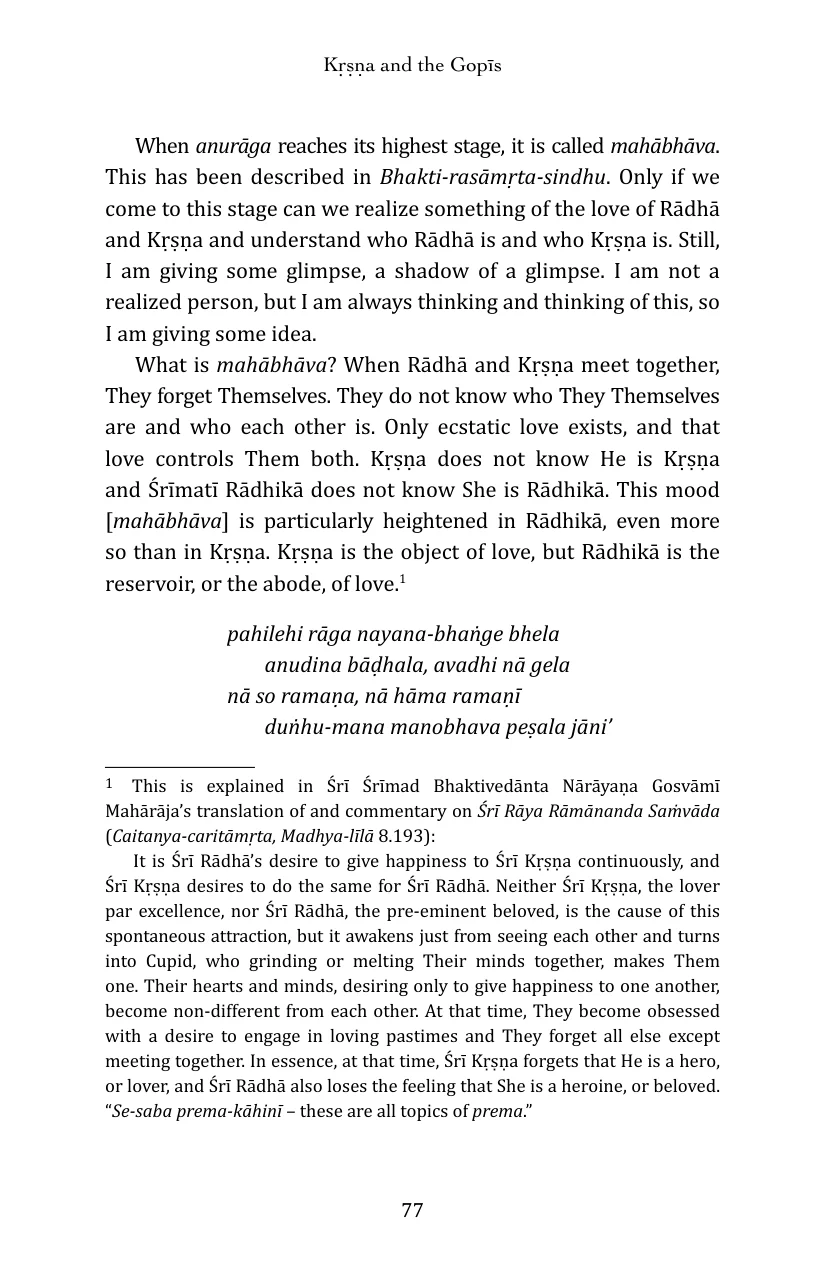 Kṛṣṇa and the Gopīs
When anurāga reaches its highest stage, it is called mahābhāva.
This has been described in Bhakti-rasāmṛta-sindhu. Only if we
come to this stage can we realize something of the love of Rādhā
and Kṛṣṇa and understand who Rādhā is and who Kṛṣṇa is. Still,
I am giving some glimpse, a shadow of a glimpse. I am not a
realized person, but I am always thinking and thinking of this, so
I am giving some idea.
What is mahābhāva? When Rādhā and Kṛṣṇa meet together,
They forget Themselves. They do not know who They Themselves
are and who each other is. Only ecstatic love exists, and that
love controls Them both. Kṛṣṇa does not know He is Kṛṣṇa
and Śrīmatī Rādhikā does not know She is Rādhikā. This mood
[mahābhāva] is particularly heightened in Rādhikā, even more
so than in Kṛṣṇa. Kṛṣṇa is the object of love, but Rādhikā is the
reservoir, or the abode, of love.1
pahilehi rāga nayana-bhaṅge bhela
anudina bāḍhala, avadhi nā gela
nā so ramaṇa, nā hāma ramaṇī
duṅhu-mana manobhava peṣala jāni’
1 This is explained in Śrī Śrīmad Bhaktivedānta Nārāyaṇa Gosvāmī
Mahārāja’s translation of and commentary on Śrī Rāya Rāmānanda Saṁvāda
(Caitanya-caritāmṛta, Madhya-līlā 8.193):
It is Śrī Rādhā’s desire to give happiness to Śrī Kṛṣṇa continuously, and
Śrī Kṛṣṇa desires to do the same for Śrī Rādhā. Neither Śrī Kṛṣṇa, the lover
par excellence, nor Śrī Rādhā, the pre-eminent beloved, is the cause of this
spontaneous attraction, but it awakens just from seeing each other and turns
into Cupid, who grinding or melting Their minds together, makes Them
one. Their hearts and minds, desiring only to give happiness to one another,
become non-different from each other. At that time, They become obsessed
with a desire to engage in loving pastimes and They forget all else except
meeting together. In essence, at that time, Śrī Kṛṣṇa forgets that He is a hero,
or lover, and Śrī Rādhā also loses the feeling that She is a heroine, or beloved.
“Se-saba prema-kāhinī – these are all topics of prema.”
77